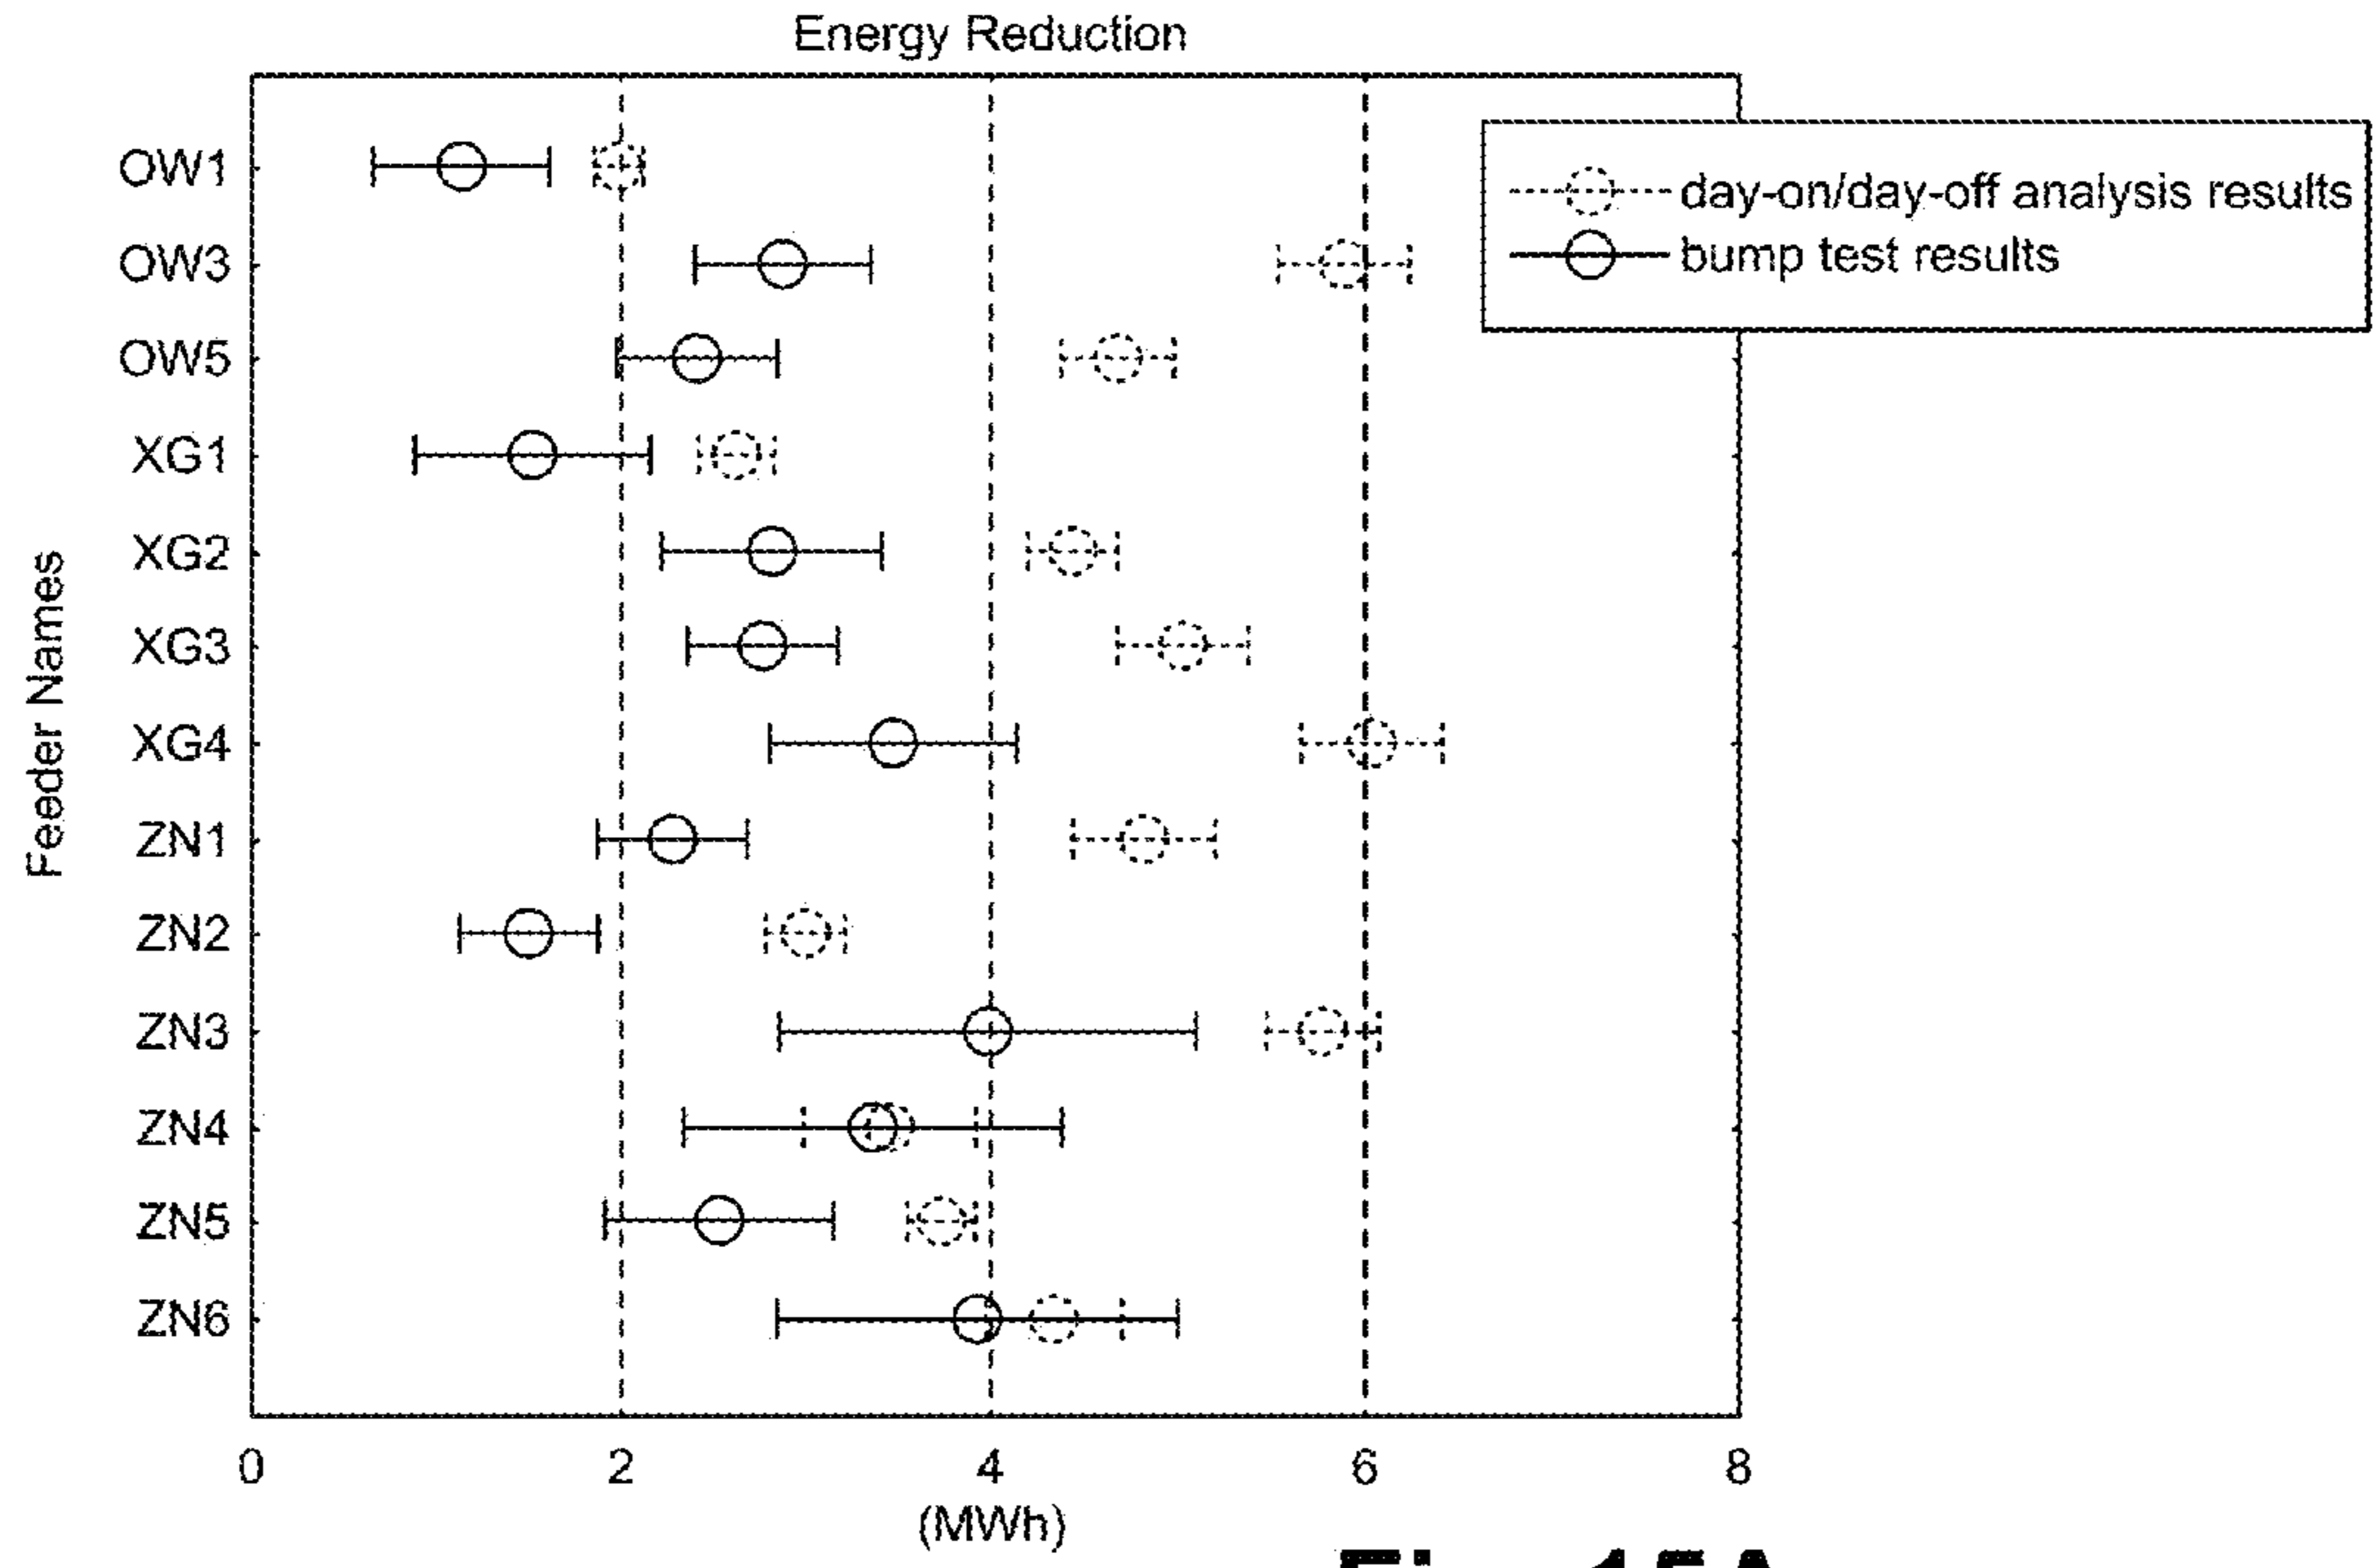 Energy Reduction
day-on/day-off analysis results
bump test results
Feeder Names
OW1
OW3
OW5
XG1
XG2
XG3
XG4
ZN1
ZN2
ZN3
ZN4
ZN5
ZN6
0 2 4 6 8
(MWh)